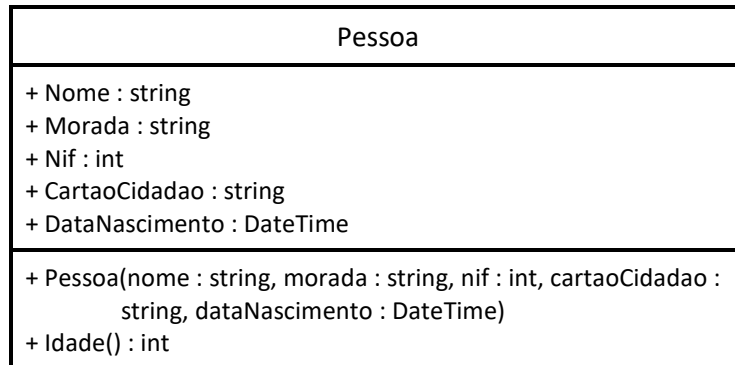 Pessoa
+ Nome : string
+ Morada : string
+ Nif : int
+ CartaoCidadao : string
+ DataNascimento : DateTime
+ Pessoa(nome : string, morada : string, nif : int, cartaoCidadao :
string, dataNascimento : DateTime)
+ Idade() : int